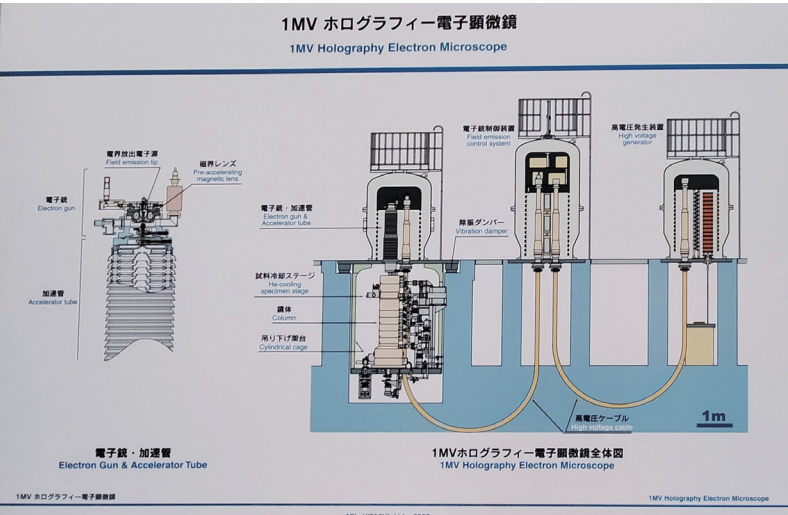 1MV ホログラフィー電子顕微鏡
1MV Holography Electron Microscope
電界放出電子源
Field emission tip
磁界レンズ
Pre-accelerating
magnetic lens
電子銃
Electron gun
加速管
Accelerator tube
電子銃・加速管
Electron Gun & Accelerator Tube
電子銃制御装置
Field emission
control system
高電圧発生装置
High voltage
generator
電子銃・加速管
Electron gun &
Accelerator tube
除振ダンパー
Vibration damper
試料冷却ステージ
He-cooling
specimen stage
鏡体
Column
吊り下げ架台
Cylindrical cage
高電圧ケーブル
High voltage cable
1m
1MVホログラフィー電子顕微鏡全体図
1MV Holography Electron Microscope
1MV ホログラフィー電子顕微鏡
1MV Holography Electron Microscope